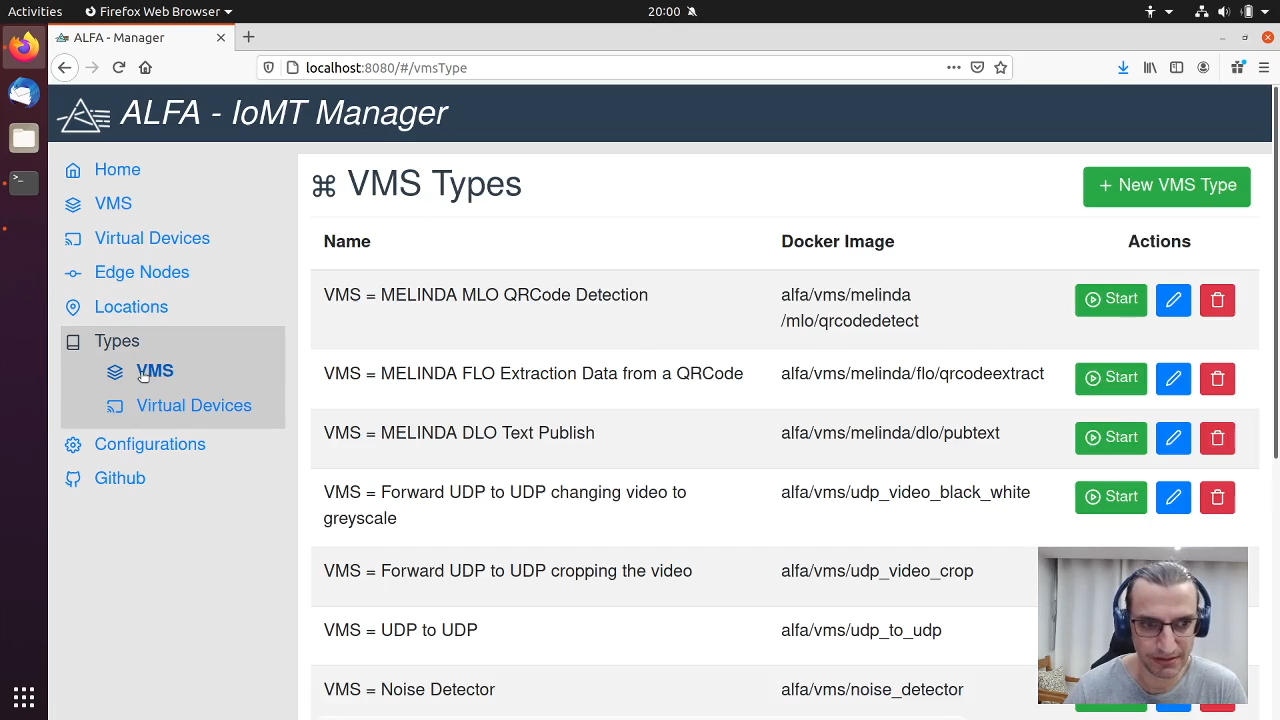 Activities
Firefox Web Browser
20:00
ALFA - Manager
localhost:8080/#/vmsType
ALFA - IoMT Manager
Home
VMS
Virtual Devices
Edge Nodes
Locations
Types
VMS
Virtual Devices
Configurations
Github
VMS Types
+ New VMS Type
Name
Docker Image
Actions
VMS = MELINDA MLO QRCode Detection
alfa/vms/melinda
/mlo/qrcodedetect
Start
VMS = MELINDA FLO Extraction Data from a QRCode
alfa/vms/melinda/flo/qrcodeextract
Start
VMS = MELINDA DLO Text Publish
alfa/vms/melinda/dlo/pubtext
Start
VMS = Forward UDP to UDP changing video to
greyscale
alfa/vms/udp_video_black_white
Start
VMS = Forward UDP to UDP cropping the video
alfa/vms/udp_video_crop
VMS = UDP to UDP
alfa/vms/udp_to_udp
VMS = Noise Detector
alfa/vms/noise_detector